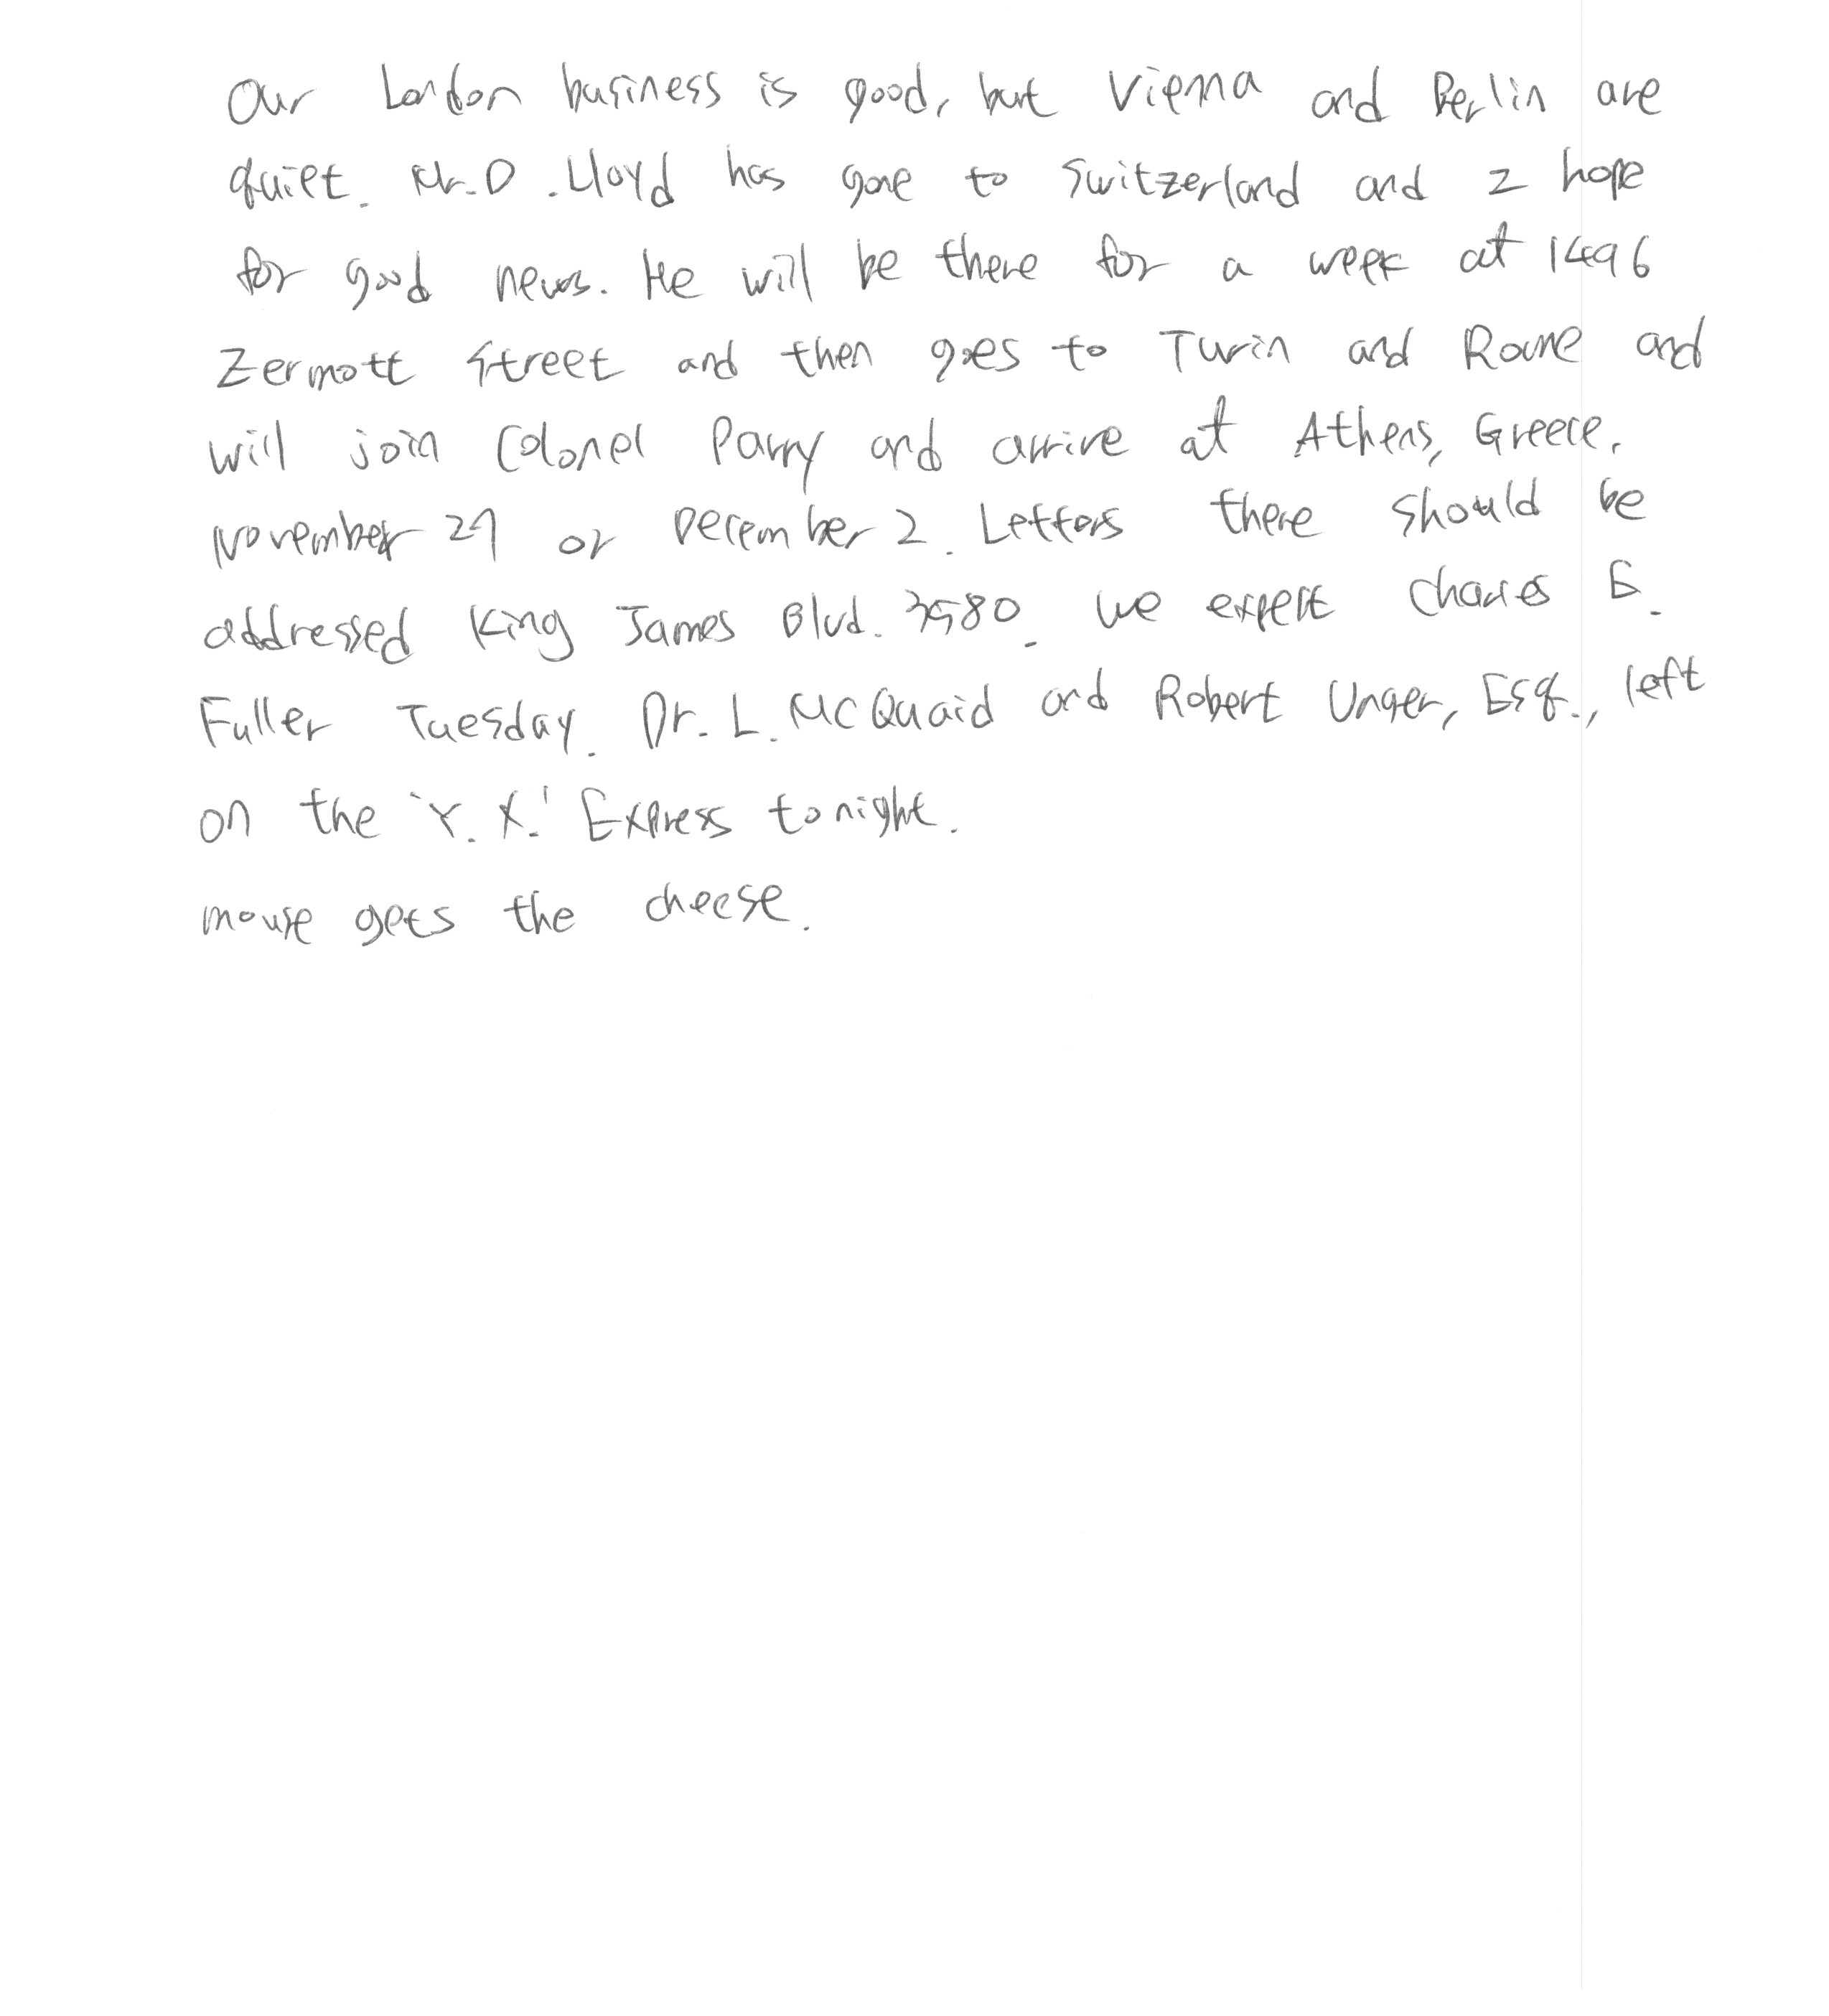 Our London business is good, but Vienna and Berlin are
quiet. Mr. D. Lloyd has gone to Switzerland and I hope
for good news. He will be there for a week at 1496
Zermott Street and then goes to Turin and Rome and
will join Colonel Parry and arrive at Athens, Greece,
November 27 or December 2. Letters there should be
addressed King James Blvd. 3580. We expect Charles E.
Fuller Tuesday. Dr. L. McQuaid and Robert Unger, Esq., left
on the 'Y. X.' Express tonight.
mouse gets the cheese.